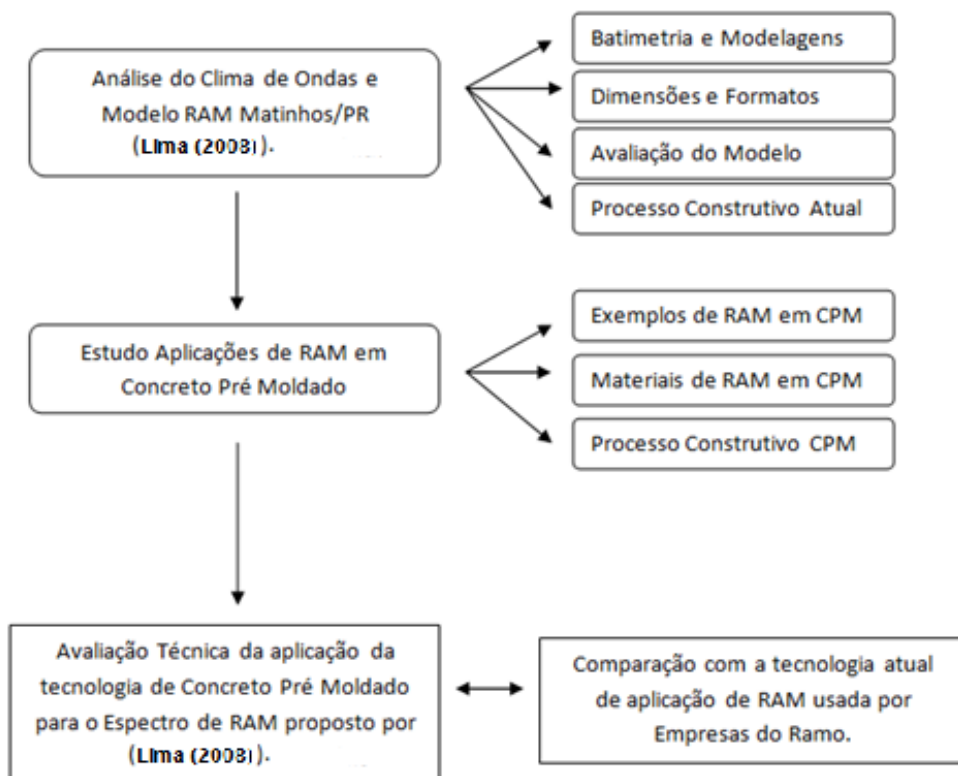 Análise do Clima de Ondas e
Modelo RAM Matinhos/PR
(Lima (2008)).
Batimetria e Modelagens
Dimensões e Formatos
Avaliação do Modelo
Processo Construtivo Atual
Estudo Aplicações de RAM em
Concreto Pré Moldado
Exemplos de RAM em CPM
Materiais de RAM em CPM
Processo Construtivo CPM
Avaliação Técnica da aplicação da
tecnologia de Concreto Pré Moldado
para o Espectro de RAM proposto por
(Lima (2008)).
Comparação com a tecnologia atual
de aplicação de RAM usada por
Empresas do Ramo.